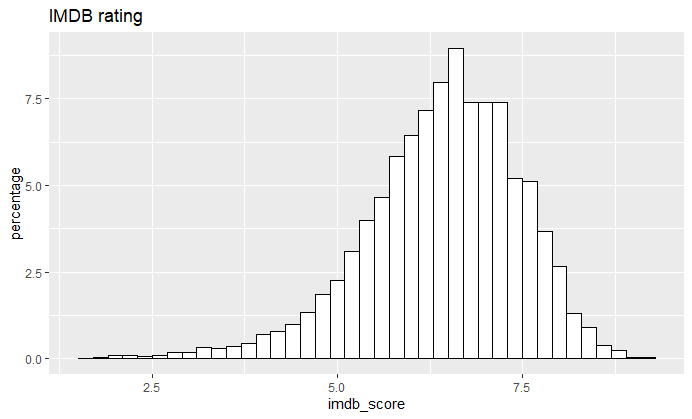 IMDB rating
percentage
7.5
5.0
2.5
0.0
2.5 5.0 7.5
imdb_score